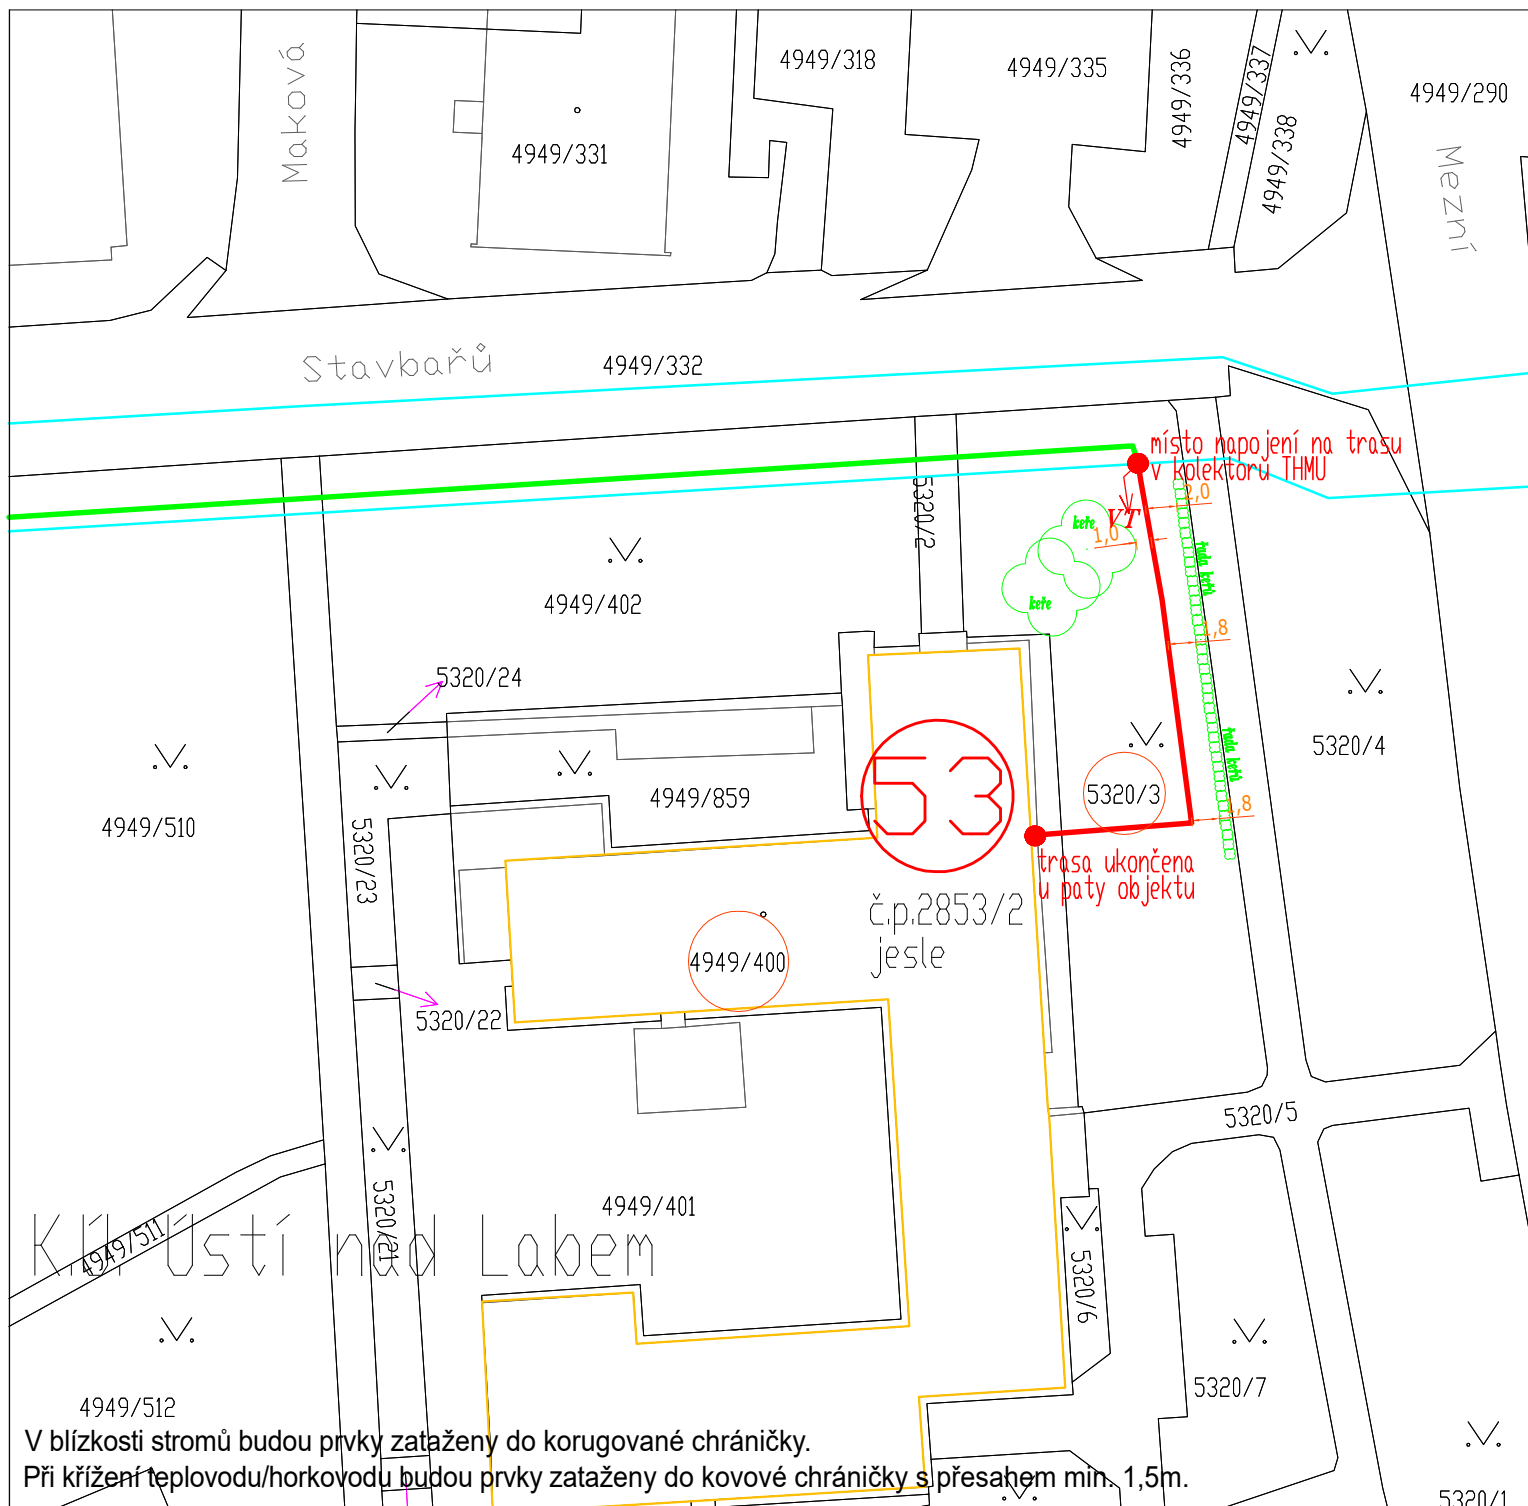 Maková
4949/331
4949/318
4949/335
4949/336
4949/337
4949/338
4949/290
Mezní
Stavbařů
4949/332
místo napojení na trasu
v kolektoru THMU
5320/2
VT
2,0
1,0
keře
keře
řada keřů
4949/402
1,8
5320/24
5320/4
4949/510
4949/859
53
5320/3
řada keřů
1,8
5320/23
trasa ukončena
u paty objektu
č.p.2853/2
jesle
4949/400
5320/22
5320/5
5320/21
4949/401
4949/511
K.ú. Ústí nad Labem
5320/6
5320/7
4949/512
V blízkosti stromů budou prvky zataženy do korugované chráničky.
Při křížení teplovodu/horkovodu budou prvky zataženy do kovové chráničky s přesahem min. 1,5m.
5320/1